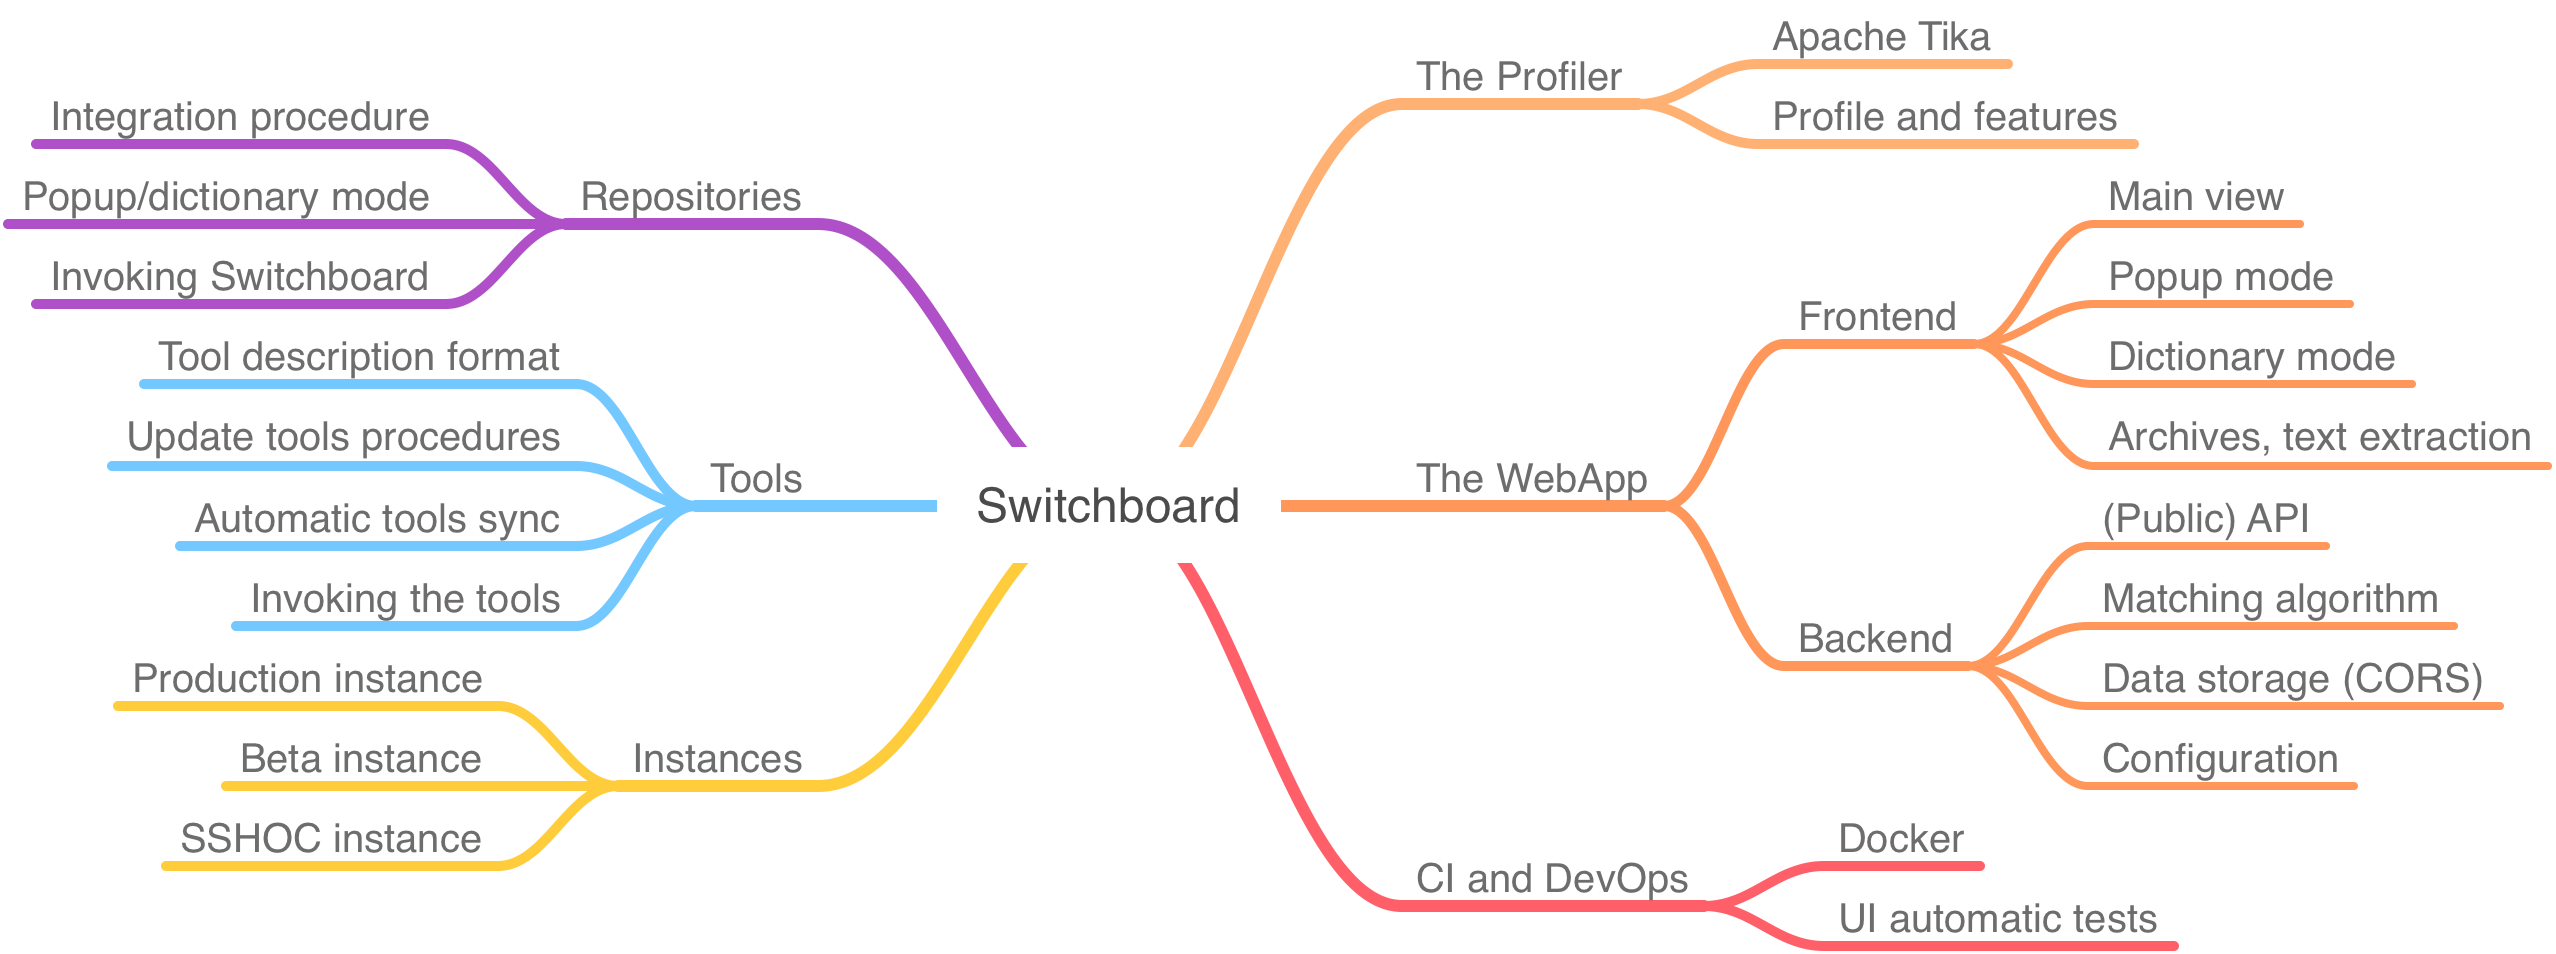 Switchboard
The Profiler
Apache Tika
Profile and features
The WebApp
Frontend
Main view
Popup mode
Dictionary mode
Archives, text extraction
Backend
(Public) API
Matching algorithm
Data storage (CORS)
Configuration
CI and DevOps
Docker
UI automatic tests
Repositories
Integration procedure
Popup/dictionary mode
Invoking Switchboard
Tools
Tool description format
Update tools procedures
Automatic tools sync
Invoking the tools
Instances
Production instance
Beta instance
SSHOC instance